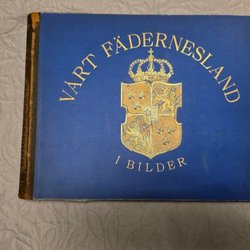 VÅRT FÄDERNESLAND
I BILDER